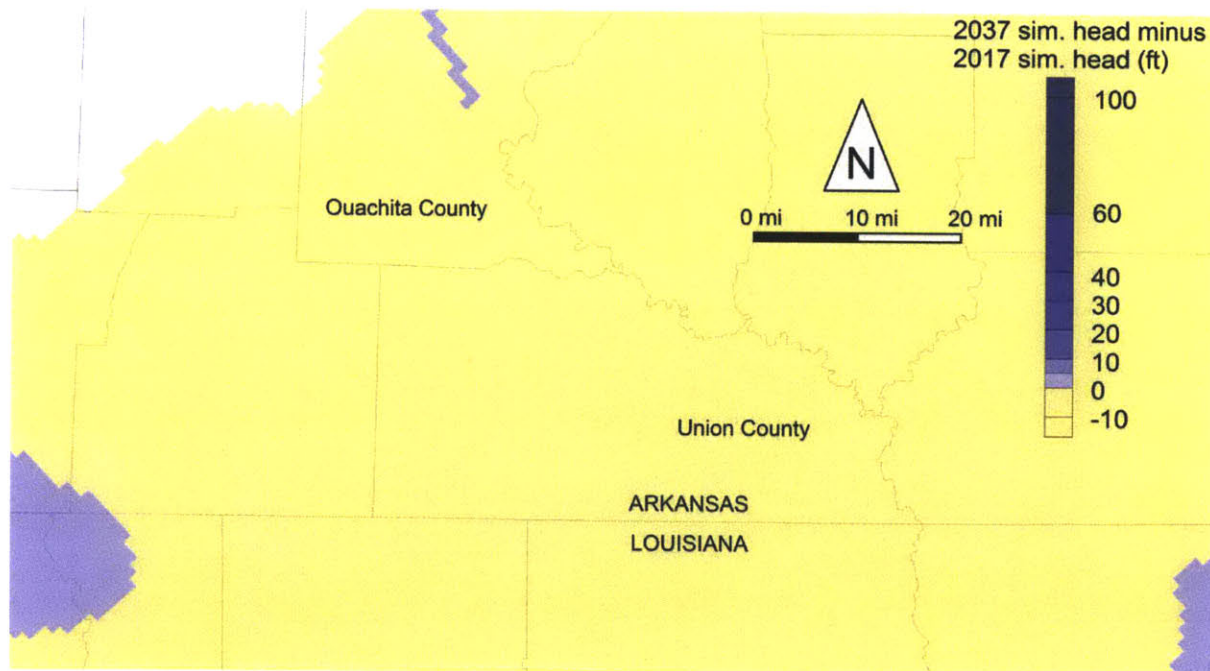 2037 sim. head minus
2017 sim. head (ft)
100
N
Ouachita County
0 mi 10 mi 20 mi
60
40
30
20
10
0
-10
Union County
ARKANSAS
LOUISIANA